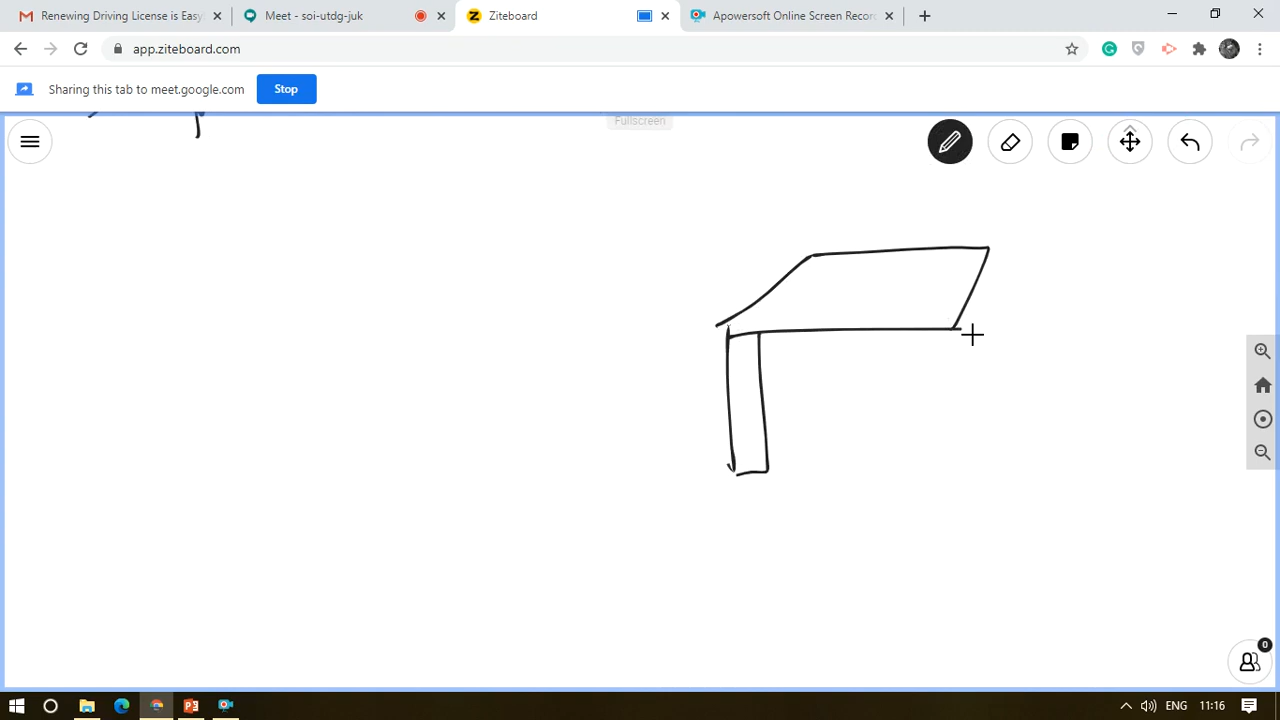 Renewing Driving License is Easy
Meet - soi-utdg-juk
Ziteboard
Apowersoft Online Screen Recor
app.ziteboard.com
Sharing this tab to meet.google.com
Stop
Fullscreen
0
ENG
11:16